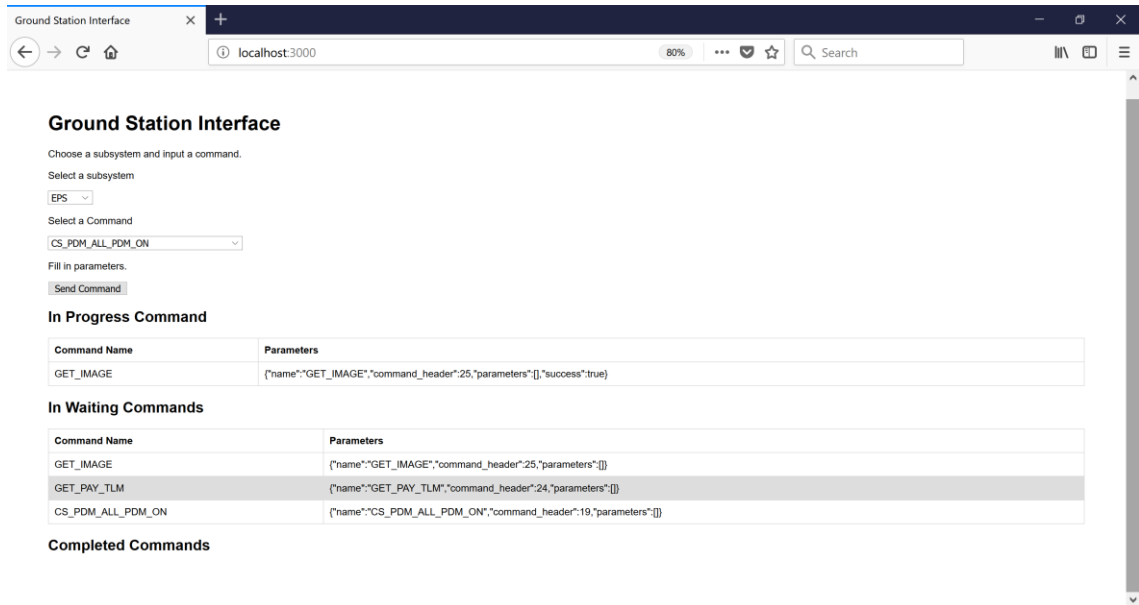 Ground Station Interface
localhost:3000
80%
Search
Ground Station Interface
Choose a subsystem and input a command.
Select a subsystem
EPS
Select a Command
CS_PDM_ALL_PDM_ON
Fill in parameters.
Send Command
In Progress Command
Command Name Parameters
GET_IMAGE {"name":"GET_IMAGE","command_header":25,"parameters":[],"success":true}
In Waiting Commands
Command Name Parameters
GET_IMAGE {"name":"GET_IMAGE","command_header":25,"parameters":[]}
GET_PAY_TLM {"name":"GET_PAY_TLM","command_header":24,"parameters":[]}
CS_PDM_ALL_PDM_ON {"name":"CS_PDM_ALL_PDM_ON","command_header":19,"parameters":[]}
Completed Commands